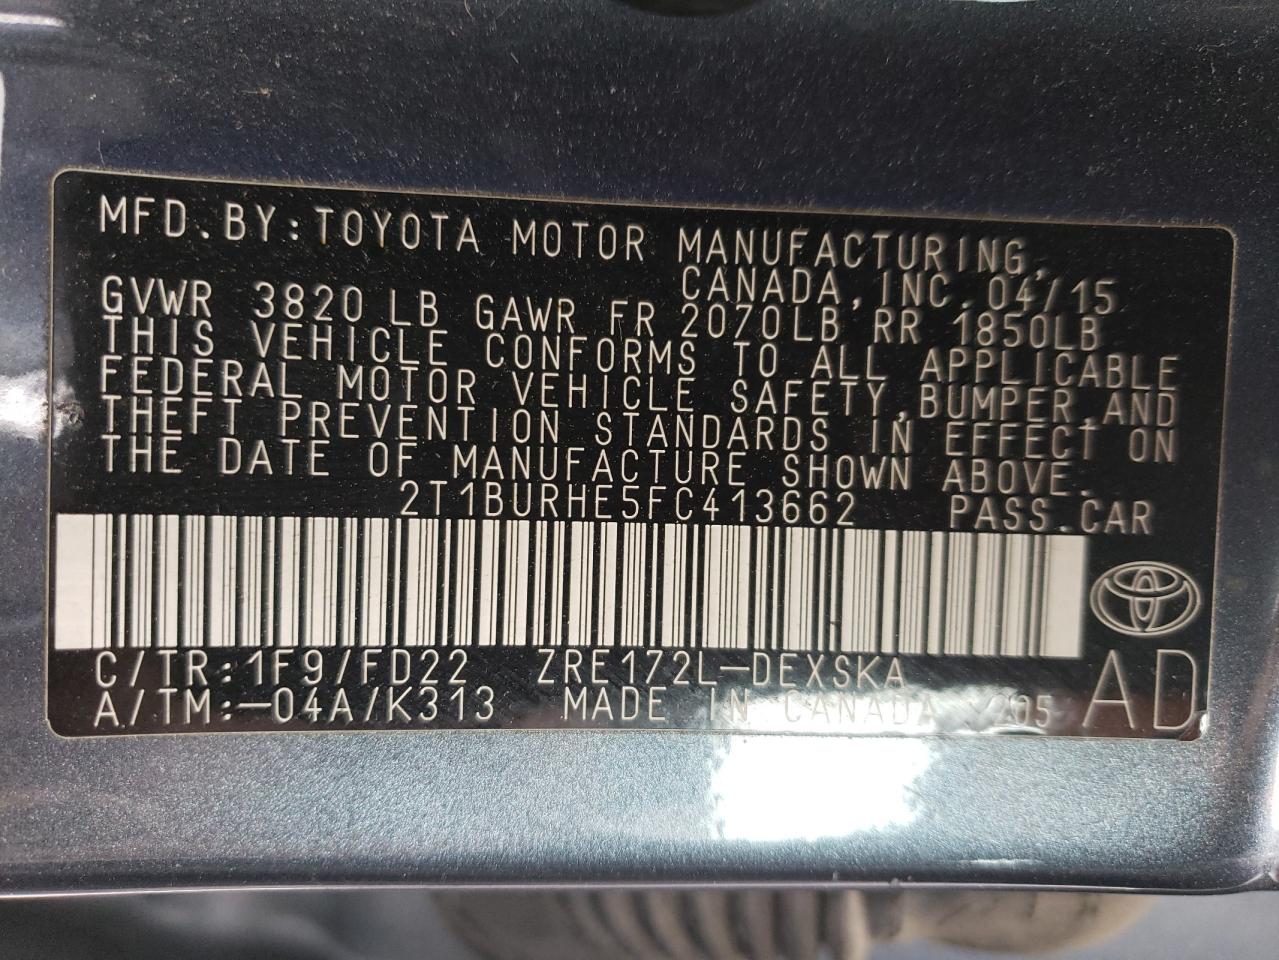 MFD. BY: TOYOTA MOTOR MANUFACTURING,
CANADA, INC. 04/15
GVWR 3820 LB GAWR FR 2070LB RR 1850LB
THIS VEHICLE CONFORMS TO ALL APPLICABLE
FEDERAL MOTOR VEHICLE SAFETY, BUMPER, AND
THEFT PREVENTION STANDARDS IN EFFECT ON
THE DATE OF MANUFACTURE SHOWN ABOVE.
2T1BURHE5FC413662 PASS. CAR
C/TR: 1F9/FD22 ZRE172L-DEXSKA
A/TM: -04A/K313 MADE IN CANADA 205 AD